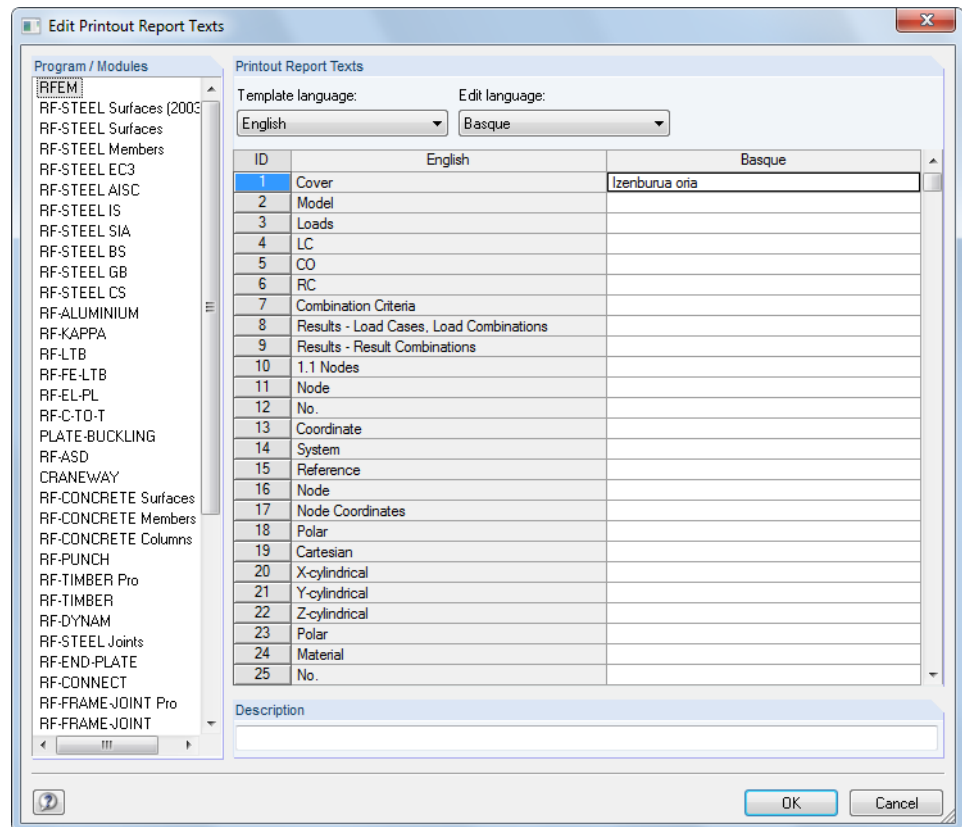 Edit Printout Report Texts
Program / Modules
RFEM
RF-STEEL Surfaces (2003
RF-STEEL Surfaces
RF-STEEL Members
RF-STEEL EC3
RF-STEEL AISC
RF-STEEL IS
RF-STEEL SIA
RF-STEEL BS
RF-STEEL GB
RF-STEEL CS
RF-ALUMINIUM
RF-KAPPA
RF-LTB
RF-FE-LTB
RF-EL-PL
RF-C-TO-T
PLATE-BUCKLING
RF-ASD
CRANEWAY
RF-CONCRETE Surfaces
RF-CONCRETE Members
RF-CONCRETE Columns
RF-PUNCH
RF-TIMBER Pro
RF-TIMBER
RF-DYNAM
RF-STEEL Joints
RF-END-PLATE
RF-CONNECT
RF-FRAME-JOINT Pro
RF-FRAME-JOINT
Printout Report Texts
Template language: Edit language:
English Basque
ID English Basque
1 Cover Izenburua oria
2 Model
3 Loads
4 LC
5 CO
6 RC
7 Combination Criteria
8 Results - Load Cases, Load Combinations
9 Results - Result Combinations
10 1.1 Nodes
11 Node
12 No.
13 Coordinate
14 System
15 Reference
16 Node
17 Node Coordinates
18 Polar
19 Cartesian
20 X-cylindrical
21 Y-cylindrical
22 Z-cylindrical
23 Polar
24 Material
25 No.
Description
OK Cancel